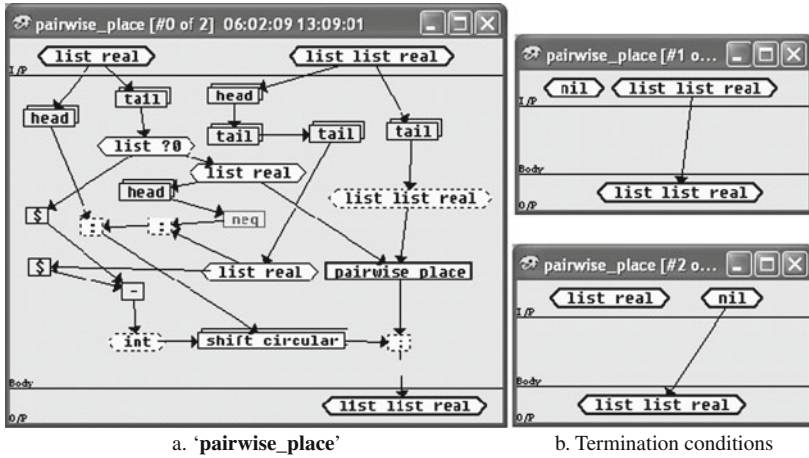 pairwise_place [#0 of 2] 06:02:09 13:09:01
list real
list list real
I/P
head
tail
head
tail
tail
tail
list ?0
list real
head
list list real
$
:
:
neq
$
list real
pairwise place
-
int
shift circular
:
Body
list list real
O/P
a. ‘pairwise_place’
pairwise_place [#1 o...
nil
list list real
I/P
Body
list list real
O/P
pairwise_place [#2 o...
list real
nil
I/P
Body
list list real
O/P
b. Termination conditions